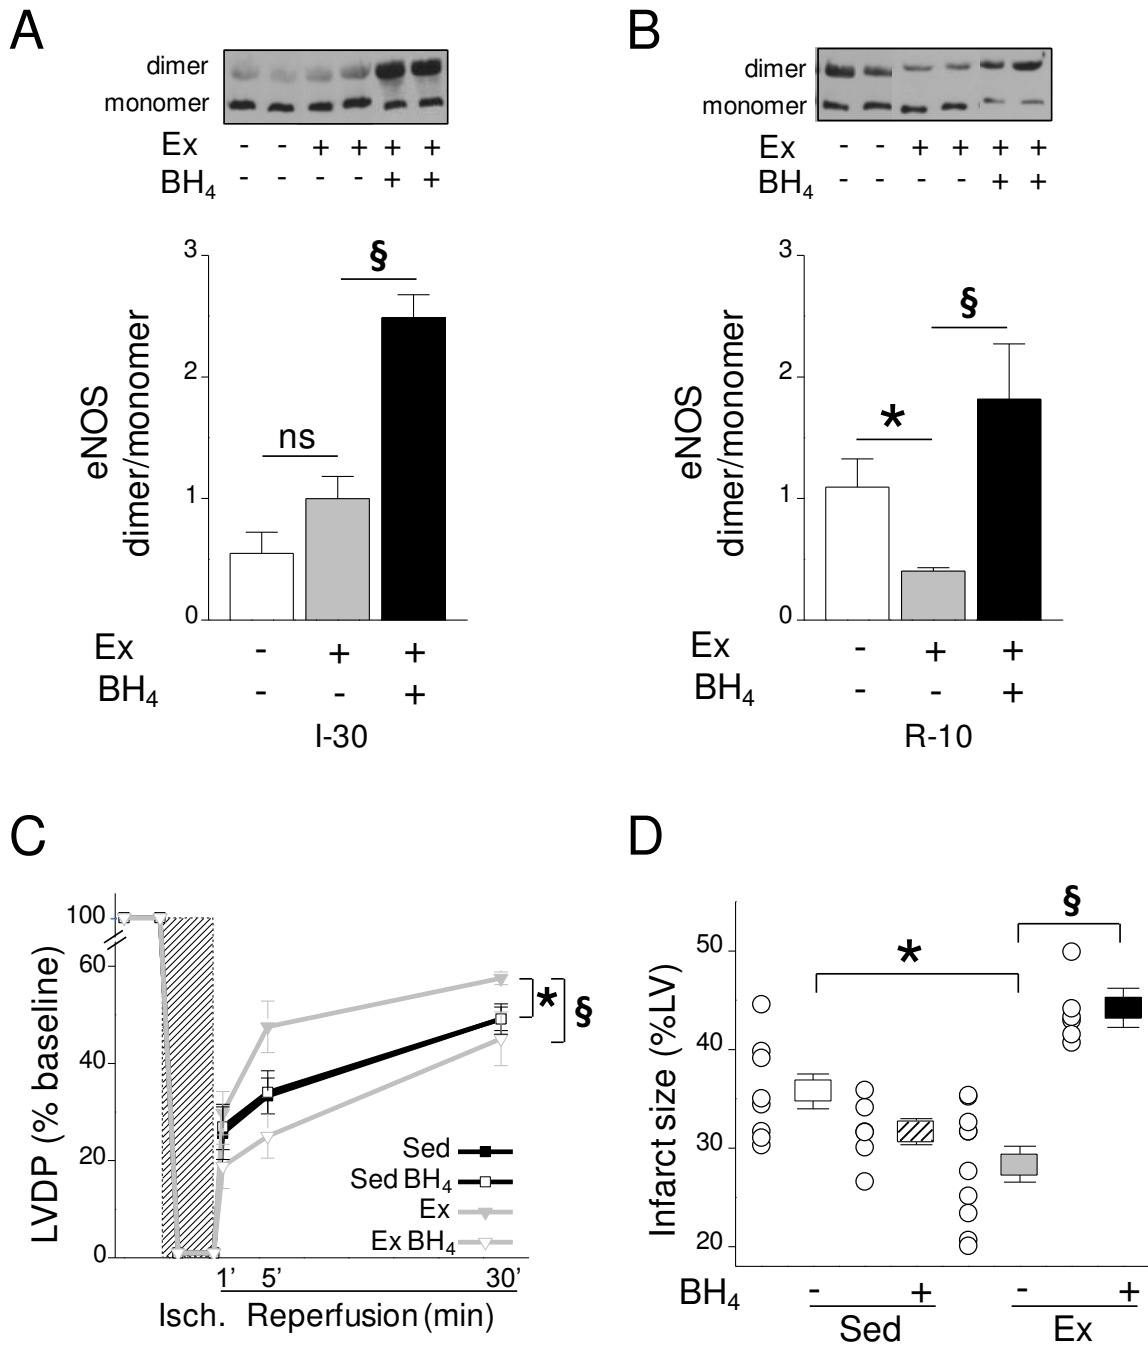 A
dimer
monomer
Ex - - + + + +
BH4 - - - - + +
§
ns
eNOS
dimer/monomer
3
2
1
0
Ex - + +
BH4 - - +
I-30
B
dimer
monomer
Ex - - + + + +
BH4 - - - - + +
§
*
eNOS
dimer/monomer
3
2
1
0
Ex - + +
BH4 - - +
R-10
C
LVDP (% baseline)
100
60
40
20
0
* §
Sed
Sed BH4
Ex
Ex BH4
1' 5' 30'
Isch. Reperfusion (min)
D
Infarct size (%LV)
50
40
30
20
§
*
BH4 - + - +
Sed Ex